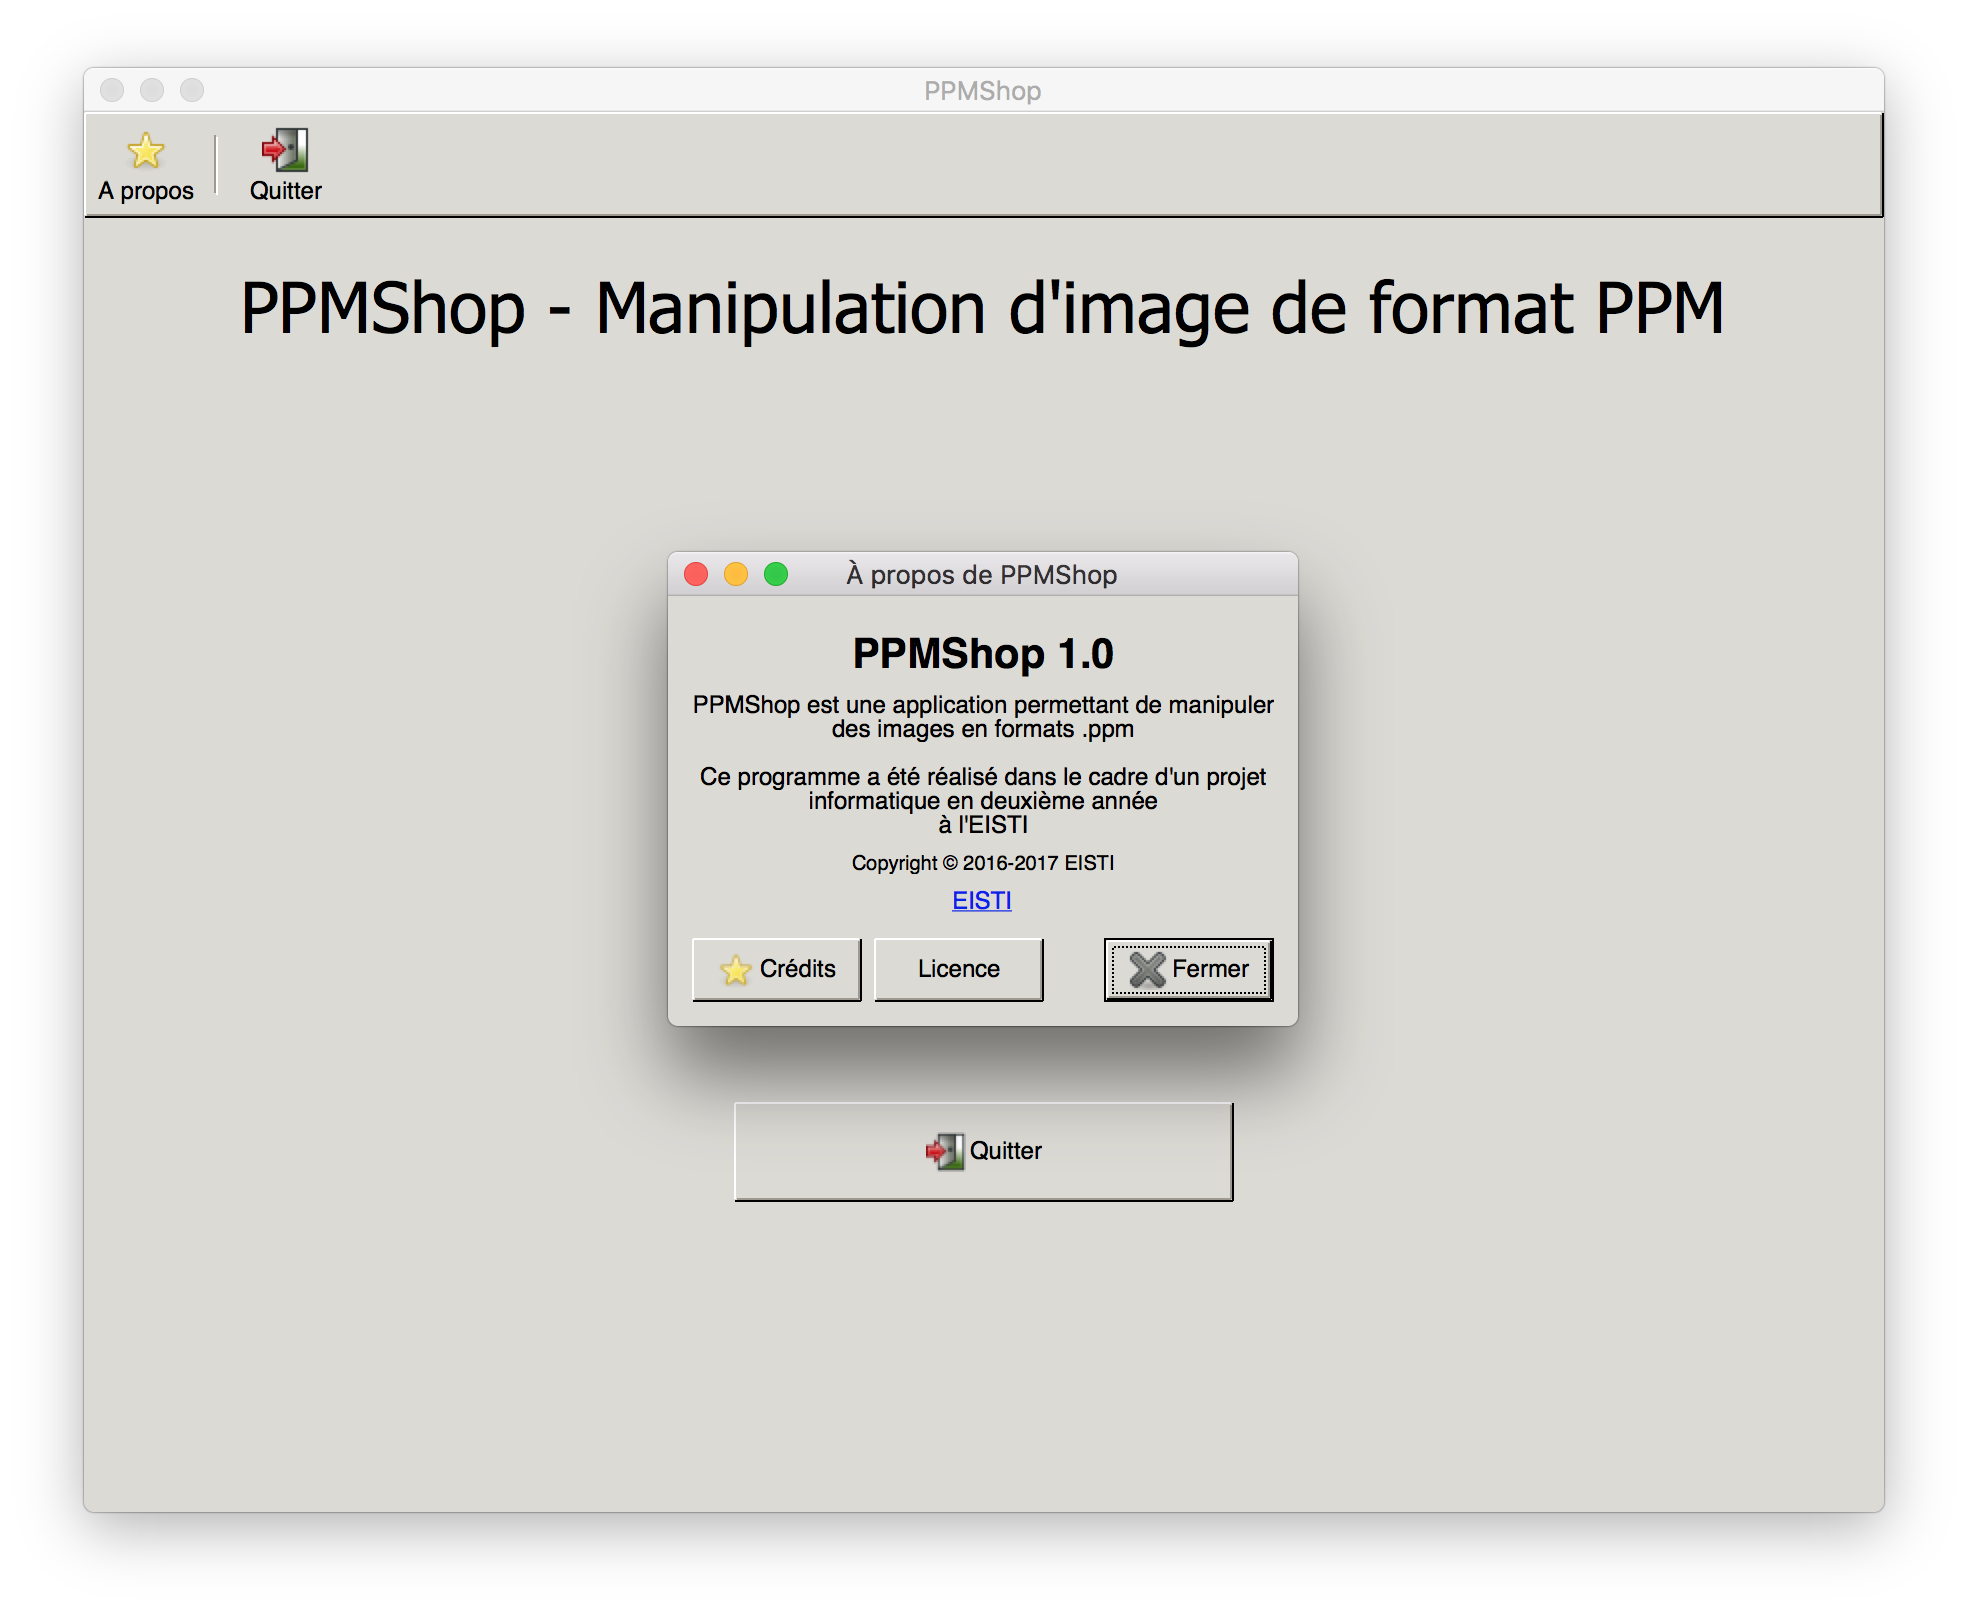 PPMShop
A propos
Quitter
PPMShop - Manipulation d'image de format PPM
À propos de PPMShop
PPMShop 1.0
PPMShop est une application permettant de manipuler
des images en formats .ppm
Ce programme a été réalisé dans le cadre d'un projet
informatique en deuxième année
à l'EISTI
Copyright © 2016-2017 EISTI
EISTI
Crédits
Licence
Fermer
Quitter